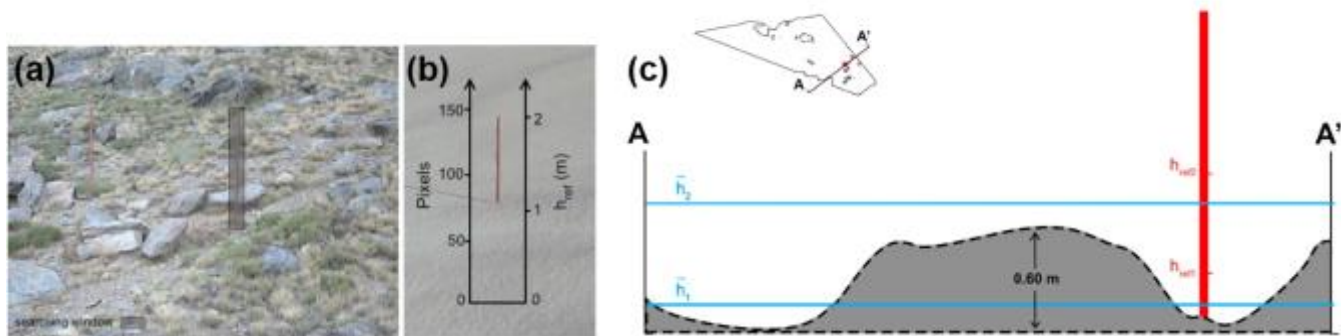 (a)
searching window
(b)
Pixels
150
100
50
0
h_ref (m)
2
1
0
(c)
A
A'
A
A'
h̄₂
h̄₁
h_ref2
h_ref1
0.60 m